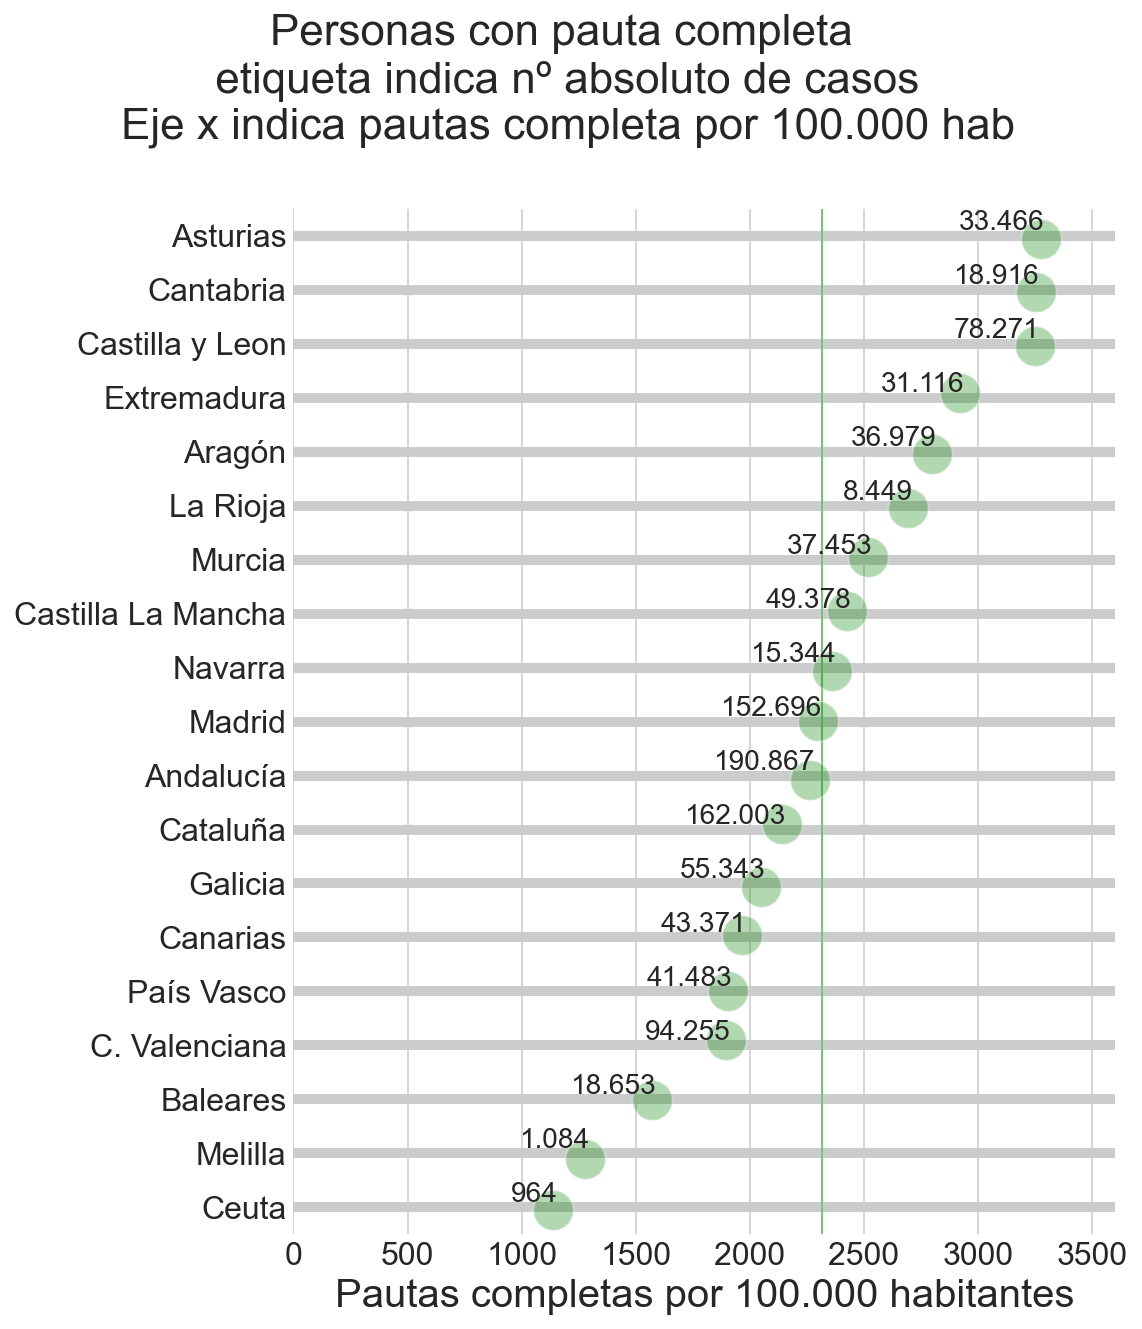 Personas con pauta completa
etiqueta indica nº absoluto de casos
Eje x indica pautas completa por 100.000 hab
Asturias 33.466
Cantabria 18.916
Castilla y Leon 78.271
Extremadura 31.116
Aragón 36.979
La Rioja 8.449
Murcia 37.453
Castilla La Mancha 49.378
Navarra 15.344
Madrid 152.696
Andalucía 190.867
Cataluña 162.003
Galicia 55.343
Canarias 43.371
País Vasco 41.483
C. Valenciana 94.255
Baleares 18.653
Melilla 1.084
Ceuta 964
0 500 1000 1500 2000 2500 3000 3500
Pautas completas por 100.000 habitantes